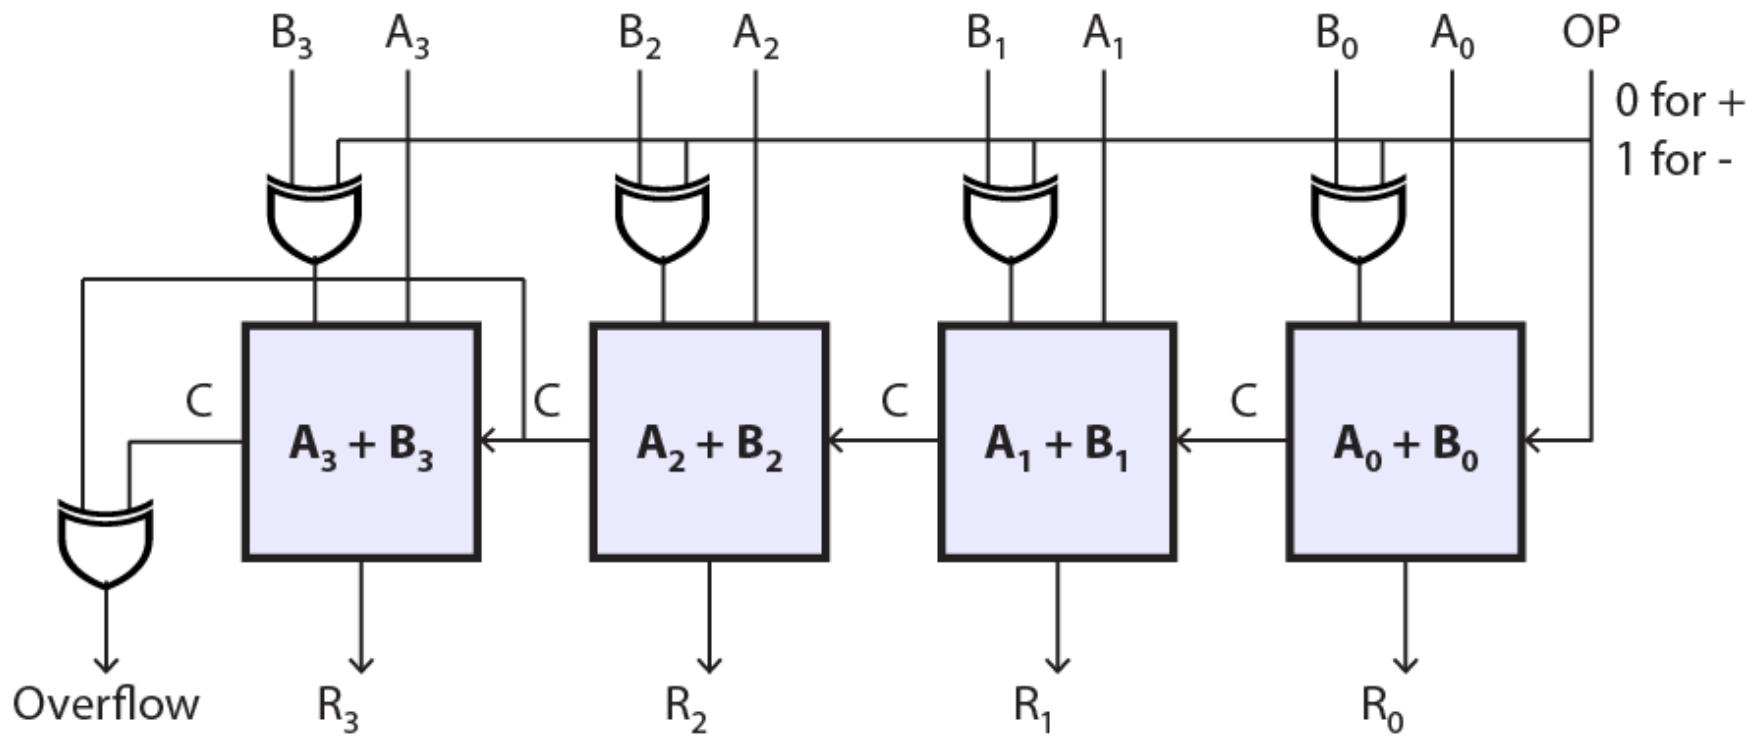 B₃ A₃ B₂ A₂ B₁ A₁ B₀ A₀ OP
0 for +
1 for -
C C C C
A₃ + B₃ A₂ + B₂ A₁ + B₁ A₀ + B₀
Overflow R₃ R₂ R₁ R₀